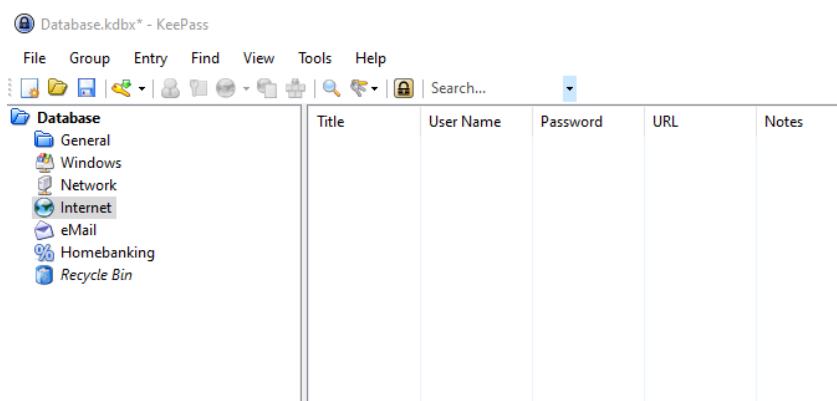 Database.kdbx* - KeePass
File Group Entry Find View Tools Help
Search...
Database
General
Windows
Network
Internet
eMail
Homebanking
Recycle Bin
Title User Name Password URL Notes